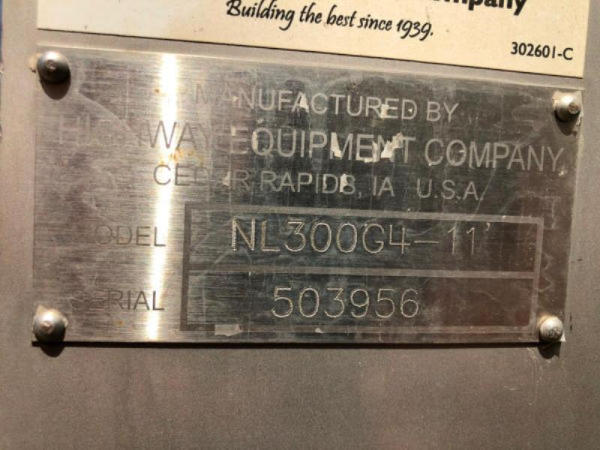 Company
Building the best since 1939.
302601-C
MANUFACTURED BY
HIGHWAY EQUIPMENT COMPANY
CEDAR RAPIDS, IA U.S.A.
MODEL NL300G4-11'
SERIAL 503956